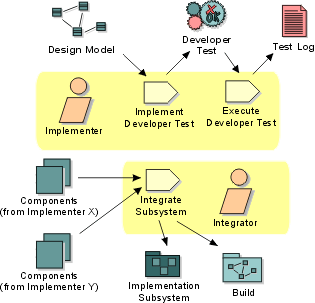 Design Model
Developer
Test
Test Log
Implementer
Implement
Developer Test
Execute
Developer Test
Components
(from Implementer X)
Integrate
Subsystem
Integrator
Components
(from Implementer Y)
Implementation
Subsystem
Build